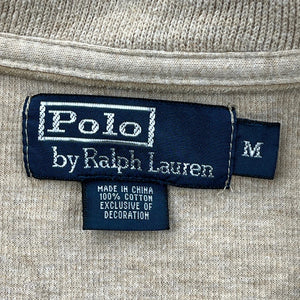 Polo
by Ralph Lauren
M
MADE IN CHINA
100% COTTON
EXCLUSIVE OF
DECORATION